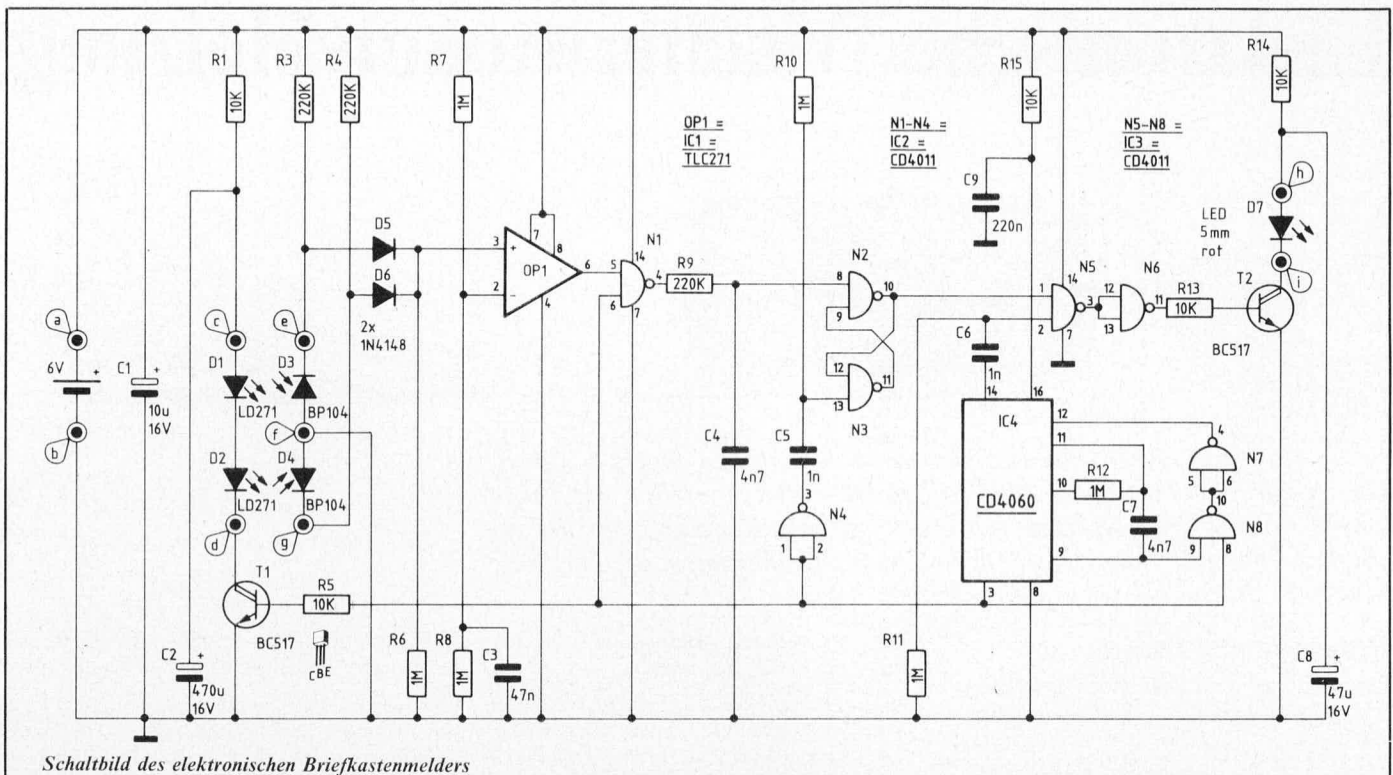 R1
10K
R3
220K
R4
220K
R7
1M
R10
1M
R15
10K
R14
10K
OP1 =
IC1 =
TLC271
N1-N4 =
IC2 =
CD4011
N5-N8 =
IC3 =
CD4011
C9
220n
h
D7
LED
5mm
rot
i
T2
BC517
D5
D6
2x
1N4148
3
+
2
-
OP1
7
8
6
4
N1
5
14
4
6
7
R9
220K
N2
8
10
9
12
11
13
N3
C6
1n
1
14
N5
3
2
7
12
13
N6
11
R13
10K
a
6V
+
b
C1
+
10u
16V
c
D1
LD271
D2
LD271
d
e
D3
BP104
f
D4
BP104
g
C4
4n7
C5
1n
3
N4
1
2
14
16
IC4
CD4060
12
11
10
9
3
8
R12
1M
C7
4n7
4
N7
5
6
10
N8
9
8
T1
BC517
R5
10K
CBE
C2
+
470u
16V
R6
1M
R8
1M
C3
47n
R11
1M
C8
+
47u
16V
Schaltbild des elektronischen Briefkastenmelders